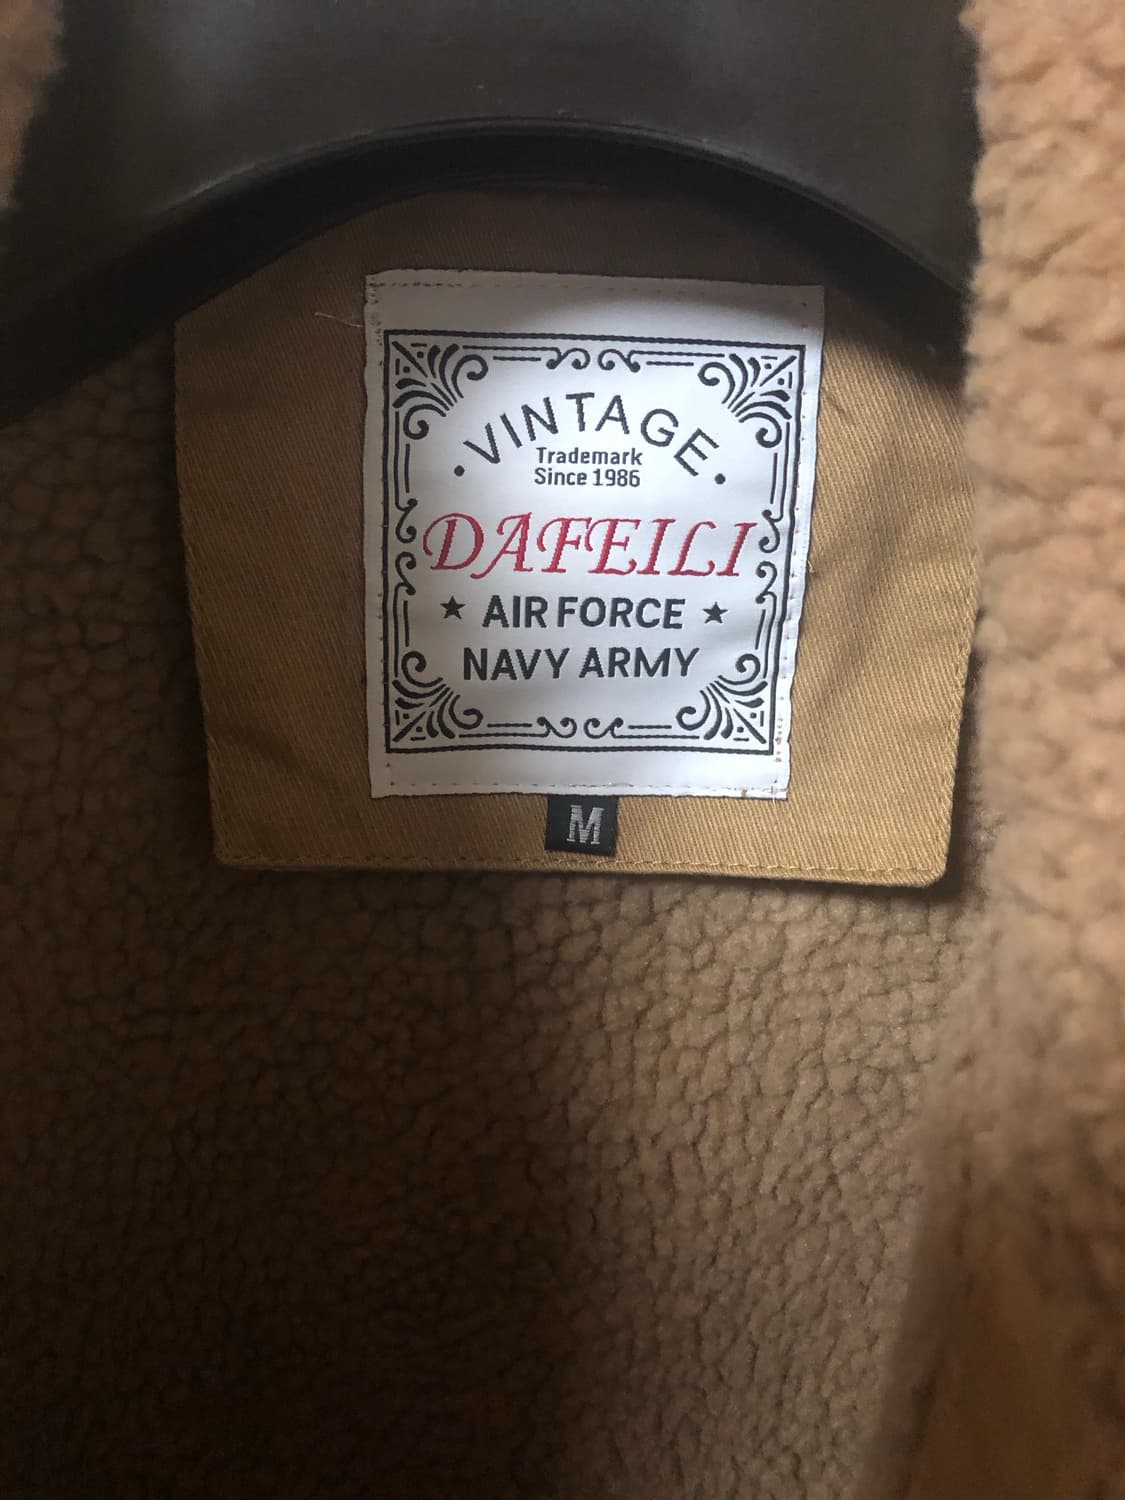 VINTAGE
Trademark
Since 1986
DAFEILI
★ AIR FORCE ★
NAVY ARMY
M